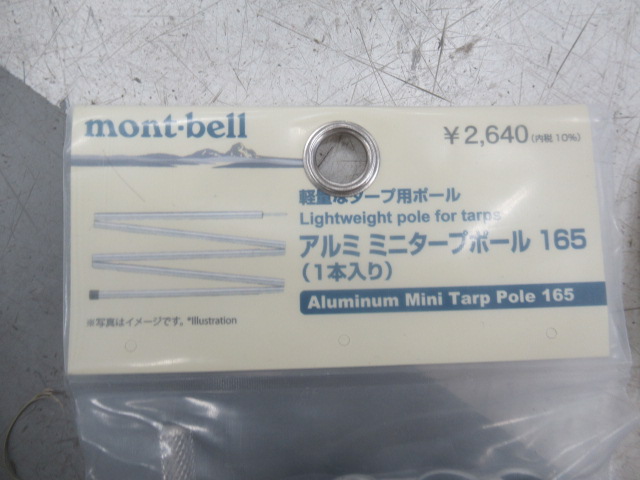 mont-bell
¥2,640(内税10%)
軽量なタープ用ポール
Lightweight pole for tarps
アルミ ミニタープポール 165
(1本入り)
Aluminum Mini Tarp Pole 165
※写真はイメージです。*Illustration